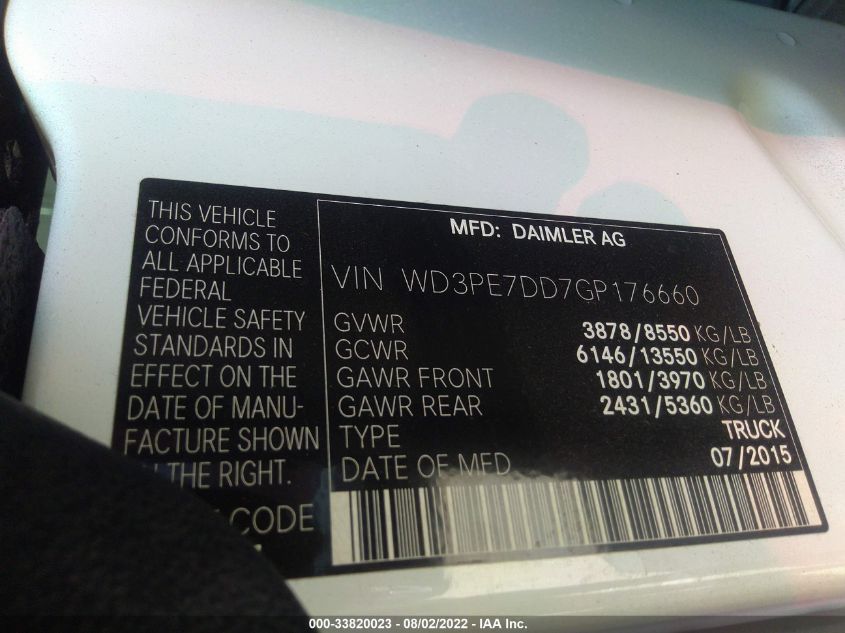 THIS VEHICLE
CONFORMS TO
ALL APPLICABLE
FEDERAL
VEHICLE SAFETY
STANDARDS IN
EFFECT ON THE
DATE OF MANU-
FACTURE SHOWN
THE RIGHT.
CODE
MFD: DAIMLER AG
VIN WD3PE7DD7GP176660
GVWR 3878/8550 KG/LB
GCWR 6146/13550 KG/LB
GAWR FRONT 1801/3970 KG/LB
GAWR REAR 2431/5360 KG/LB
TYPE TRUCK
DATE OF MFD 07/2015
000-33820023 - 08/02/2022 - IAA Inc.